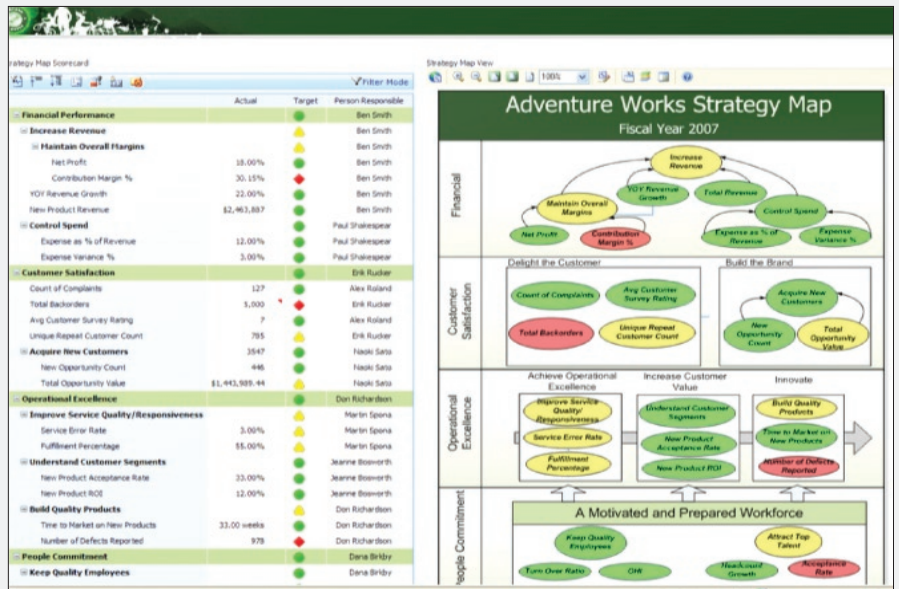 rategy Map Scorecard
Filter Mode
Actual Target Person Responsible
Financial Performance Ben Smith
Increase Revenue Ben Smith
Maintain Overall Margins Ben Smith
Net Profit 18.00% Ben Smith
Contribution Margin % 30.15% Ben Smith
YOY Revenue Growth 22.00% Ben Smith
New Product Revenue $2,463,887 Ben Smith
Control Spend Paul Shakespear
Expense as % of Revenue 12.00% Paul Shakespear
Expense Variance % 3.00% Paul Shakespear
Customer Satisfaction Erik Rucker
Count of Complaints 127 Alex Roland
Total Backorders 5,000 Erik Rucker
Avg Customer Survey Rating 7 Alex Roland
Unique Repeat Customer Count 785 Erik Rucker
Acquire New Customers 3547 Naoki Sato
New Opportunity Count 446 Naoki Sato
Total Opportunity Value Naoki Sato
Operational Excellence Don Richardson
Improve Service Quality/Responsiveness Martin Spona
Service Error Rate 3.00% Martin Spona
Fulfillment Percentage 55.00% Martin Spona
Understand Customer Segments Jeanne Bosworth
New Product Acceptance Rate 33.00% Jeanne Bosworth
New Product ROI 12.00% Jeanne Bosworth
Build Quality Products Don Richardson
Time to Market on New Products 33.00 weeks Don Richardson
Number of Defects Reported 978 Don Richardson
People Commitment Dana Birkby
Keep Quality Employees Dana Birkby
Strategy Map View
100%
Adventure Works Strategy Map
Fiscal Year 2007
Financial
Increase
Revenue
YOY Revenue
Growth
Total Revenue
Maintain Overall
Margins
Control Spend
Net Profit
Contribution
Margin %
Expense as % of
Revenue
Expense
Variance %
Customer
Satisfaction
Delight the Customer
Build the Brand
Count of Complaints
Avg Customer
Survey Rating
Acquire New
Customers
Total Backorders
Unique Repeat
Customer Count
New
Opportunity
Count
Total
Opportunity
Value
Operational
Excellence
Achieve Operational
Excellence
Increase Customer
Value
Innovate
Improve Service
Quality/
Responsiveness
Understand Customer
Segments
Build Quality
Products
Service Error Rate
New Product
Acceptance Rate
Time to Market on
New Products
Fulfillment
Percentage
New Product ROI
Number of Defects
Reported
eople Commitment
A Motivated and Prepared Workforce
Keep Quality
Employees
Attract Top
Talent
Turn Over Ratio
OHI
Headcount
Growth
Acceptance
Rate